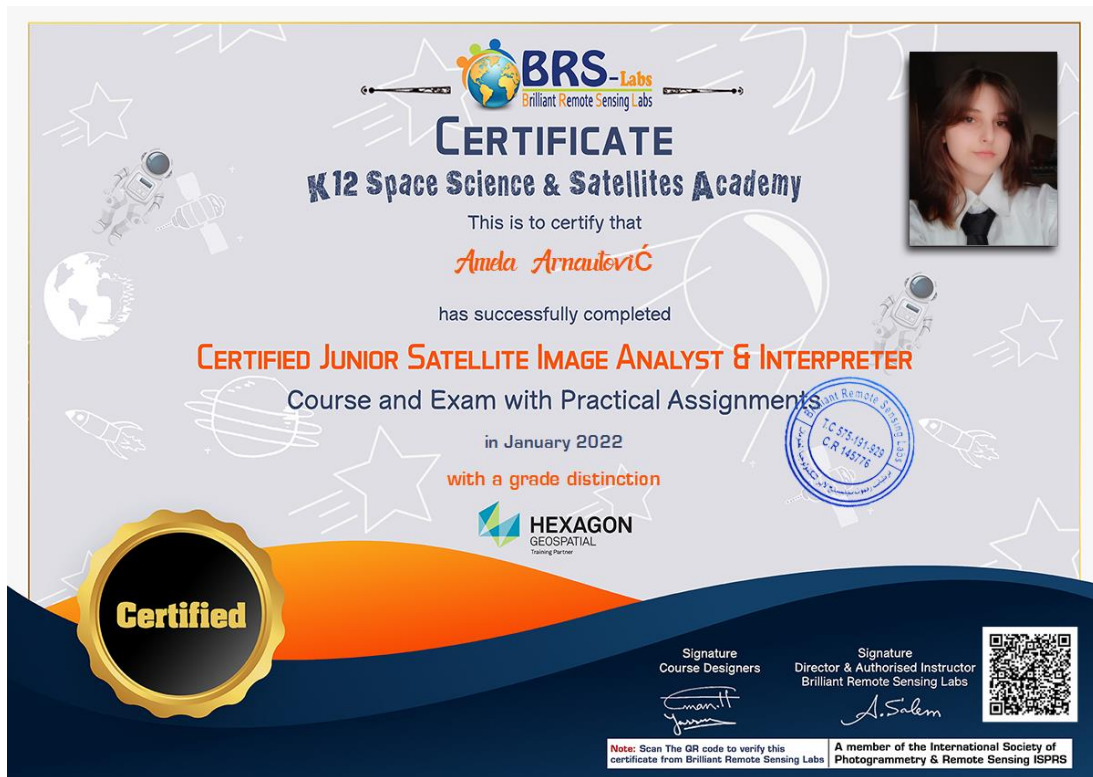 BRS-Labs
Brilliant Remote Sensing Labs
CERTIFICATE
K12 Space Science & Satellites Academy
This is to certify that
Amela Arnautović
has successfully completed
CERTIFIED JUNIOR SATELLITE IMAGE ANALYST & INTERPRETER
Course and Exam with Practical Assignments
in January 2022
with a grade distinction
Brilliant Remote Sensing Labs
T.C 575-191-929
C.R 145776
HEXAGON
GEOSPATIAL
Training Partner
Certified
Signature
Course Designers
Signature
Director & Authorised Instructor
Brilliant Remote Sensing Labs
A.Salem
Note: Scan The QR code to verify this
certificate from Brilliant Remote Sensing Labs
A member of the International Society of
Photogrammetry & Remote Sensing ISPRS